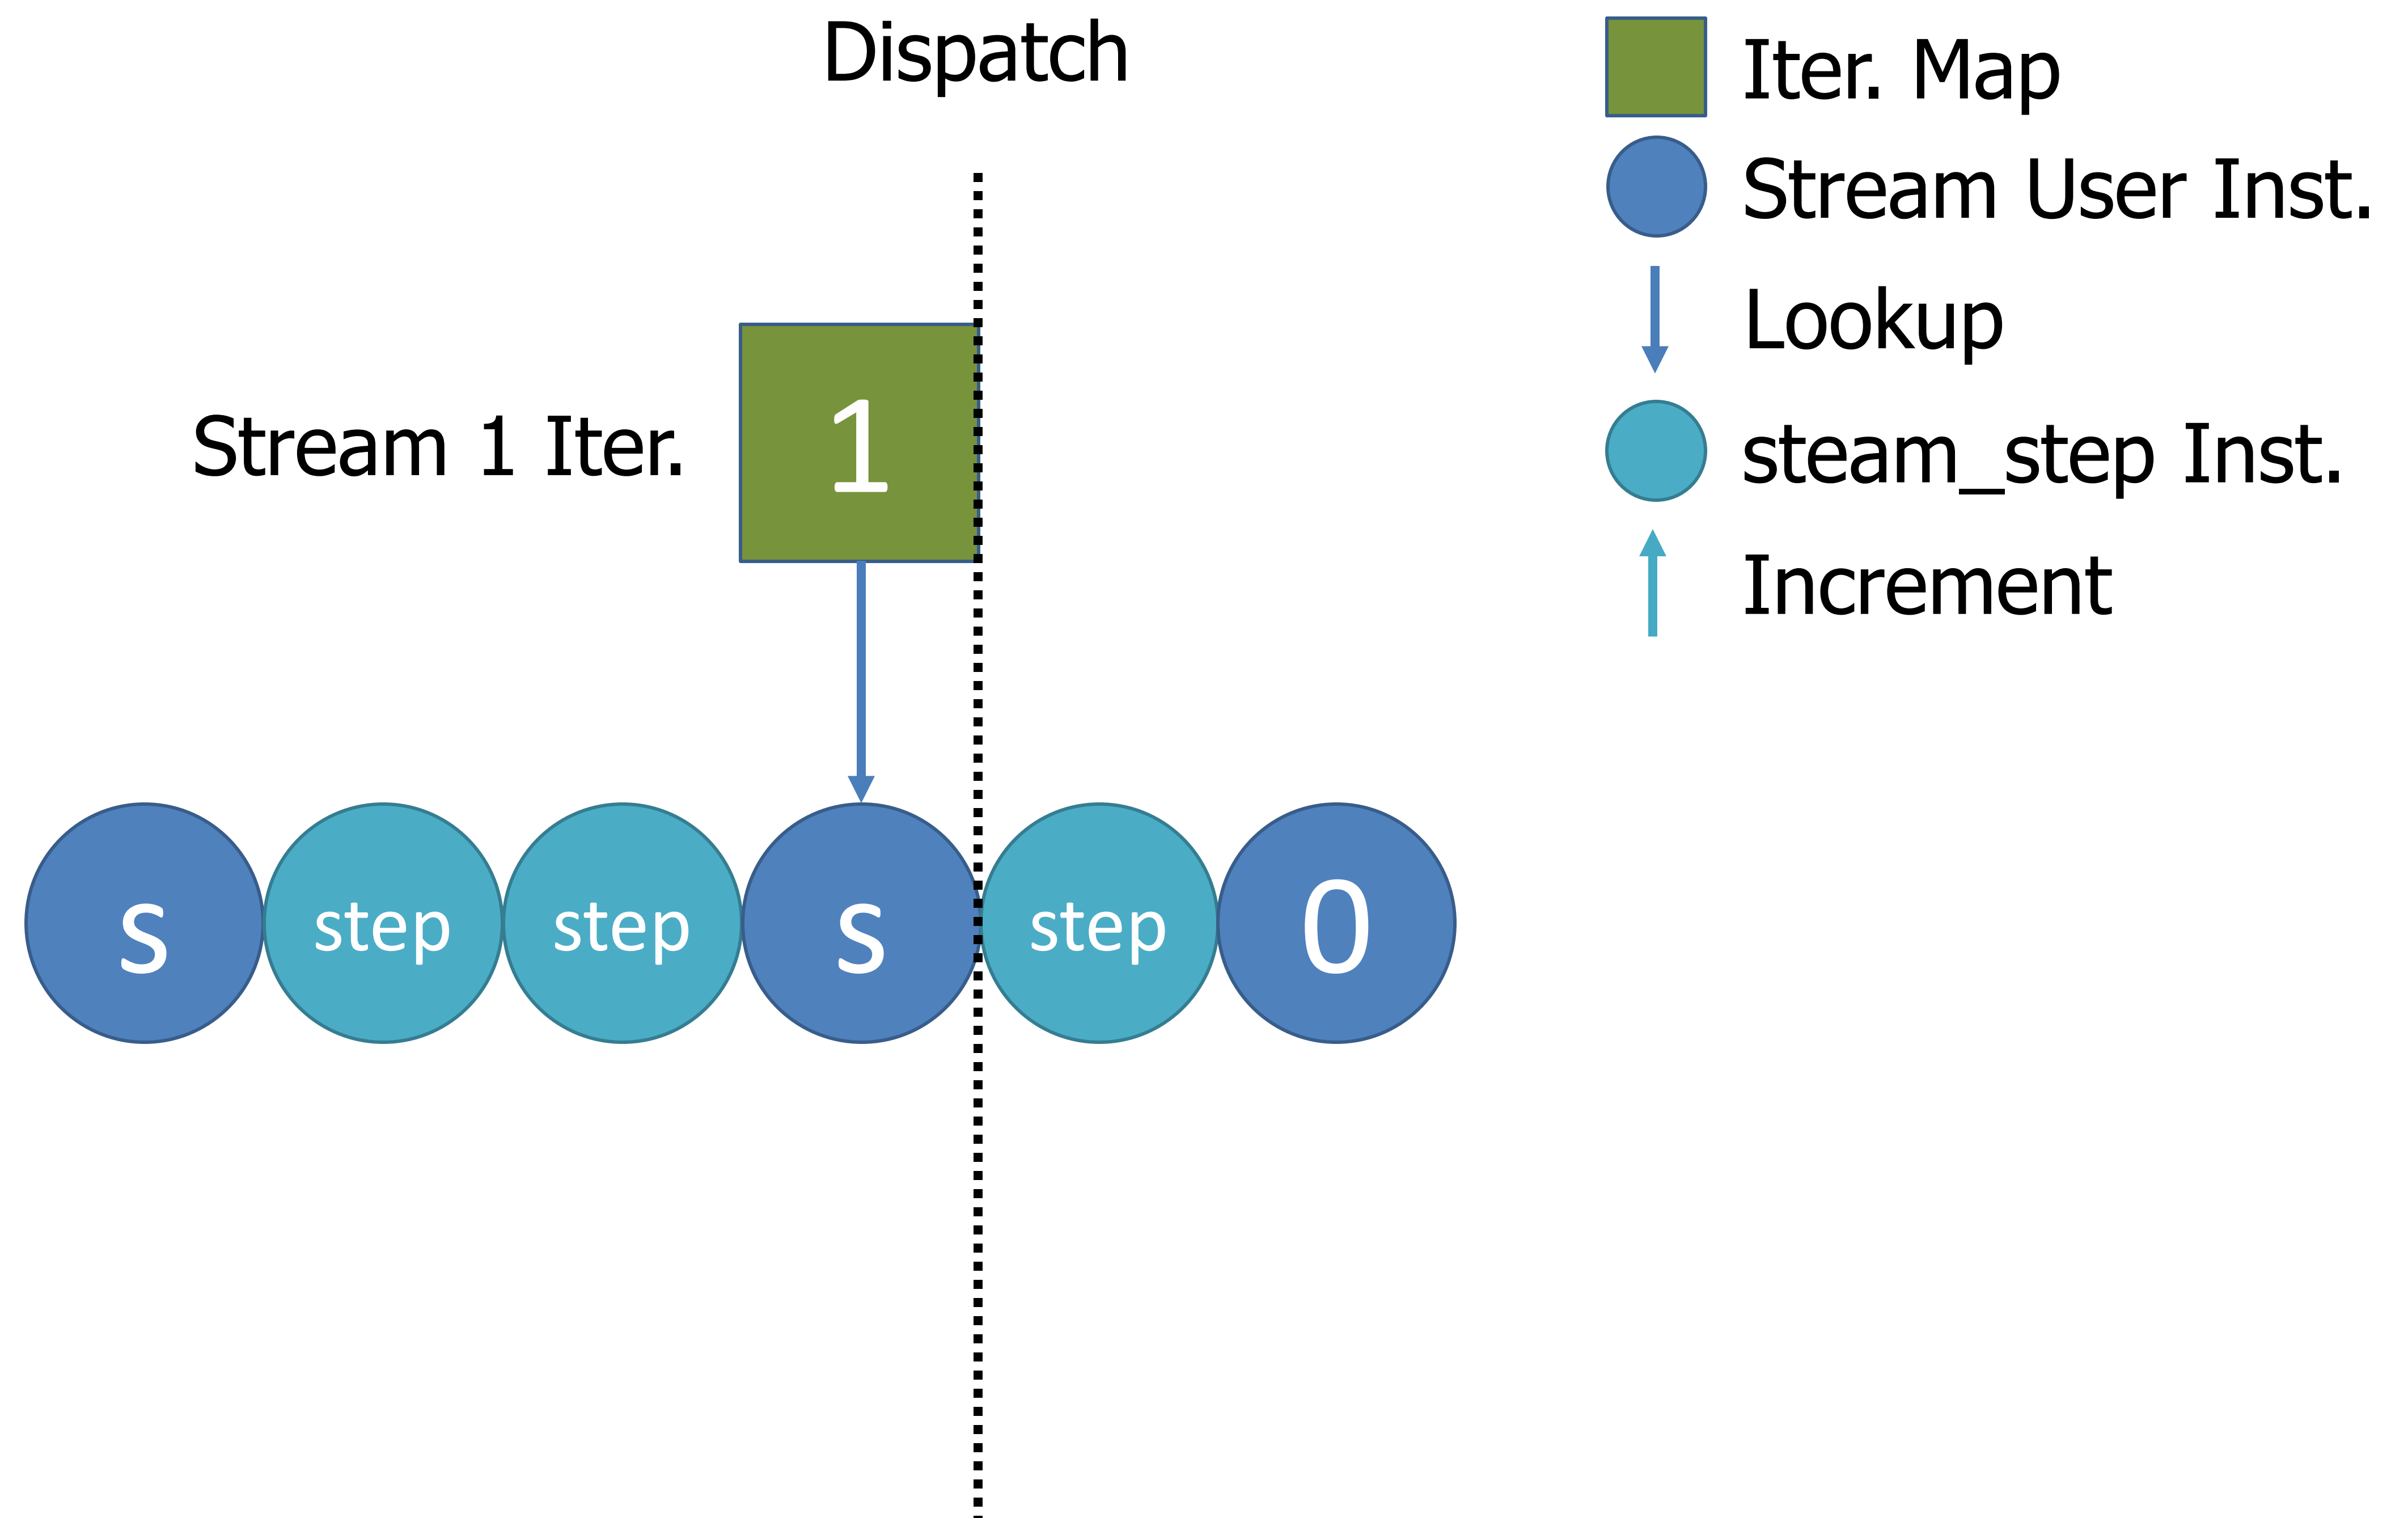 Dispatch
Iter. Map
Stream User Inst.
Lookup
steam_step Inst.
Increment
Stream 1 Iter.
1
s step step s step 0